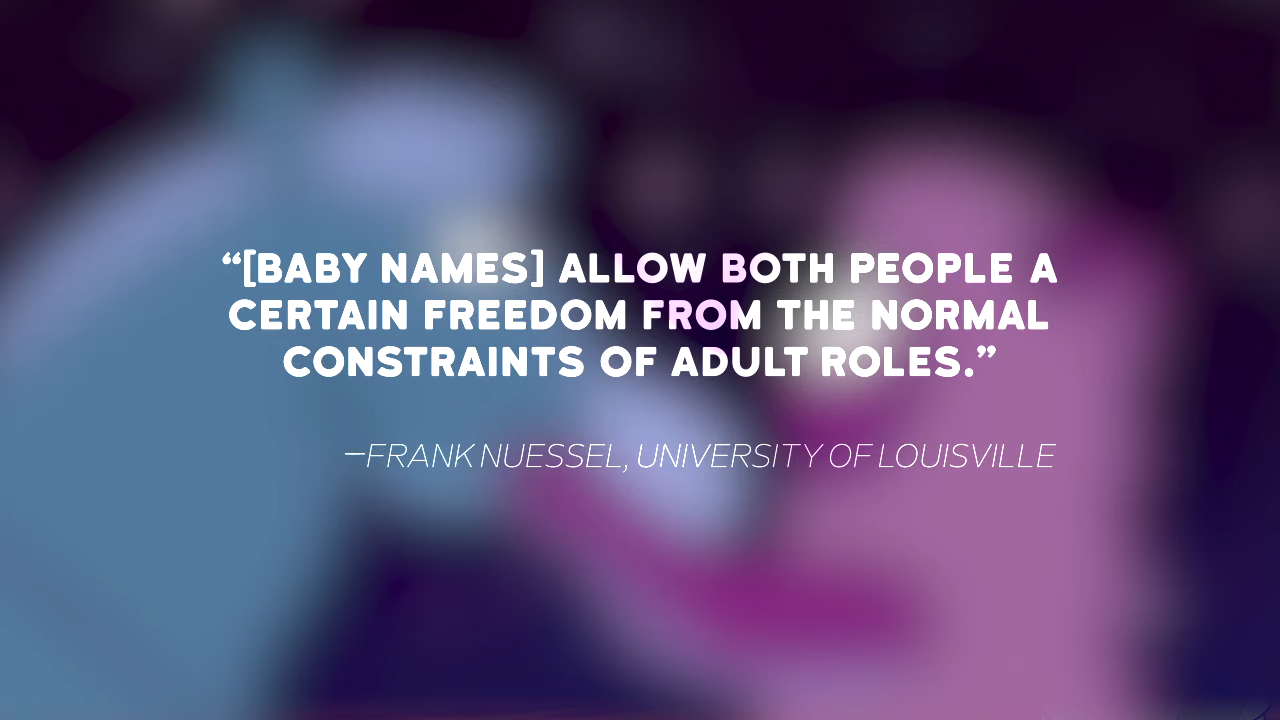 “[BABY NAMES] ALLOW BOTH PEOPLE A
CERTAIN FREEDOM FROM THE NORMAL
CONSTRAINTS OF ADULT ROLES.”
—FRANK NUESSEL, UNIVERSITY OF LOUISVILLE